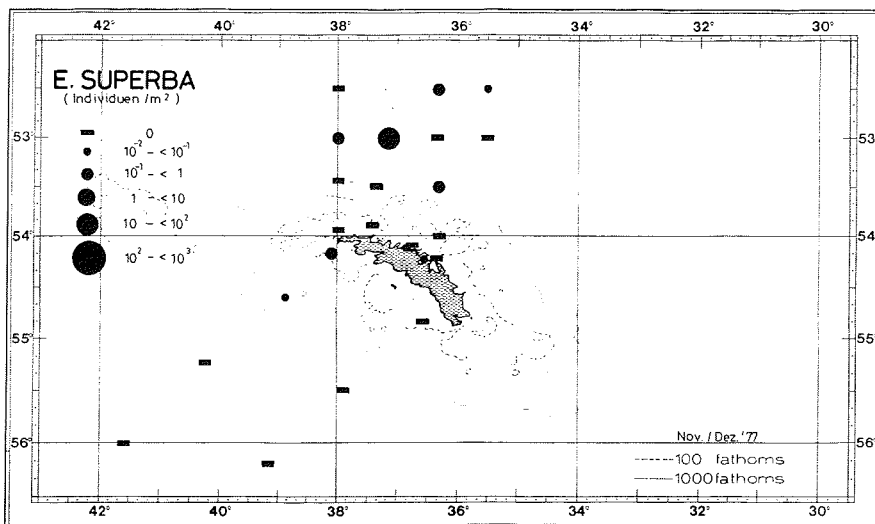 42° 40° 38° 36° 34° 32° 30°
E. SUPERBA
( Individuen /m² )
0
10⁻² - < 10⁻¹
10⁻¹ - < 1
1 - < 10
10 - < 10²
10² - < 10³
53° 53°
54° 54°
55° 55°
56° 56°
Nov. / Dez. '77
100 fathoms
1000 fathoms
42° 40° 38° 36° 34° 32° 30°